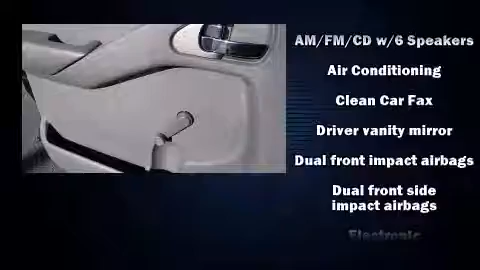 AM/FM/CD w/6 Speakers
Air Conditioning
Clean Car Fax
Driver vanity mirror
Dual front impact airbags
Dual front side
impact airbags
Electronic